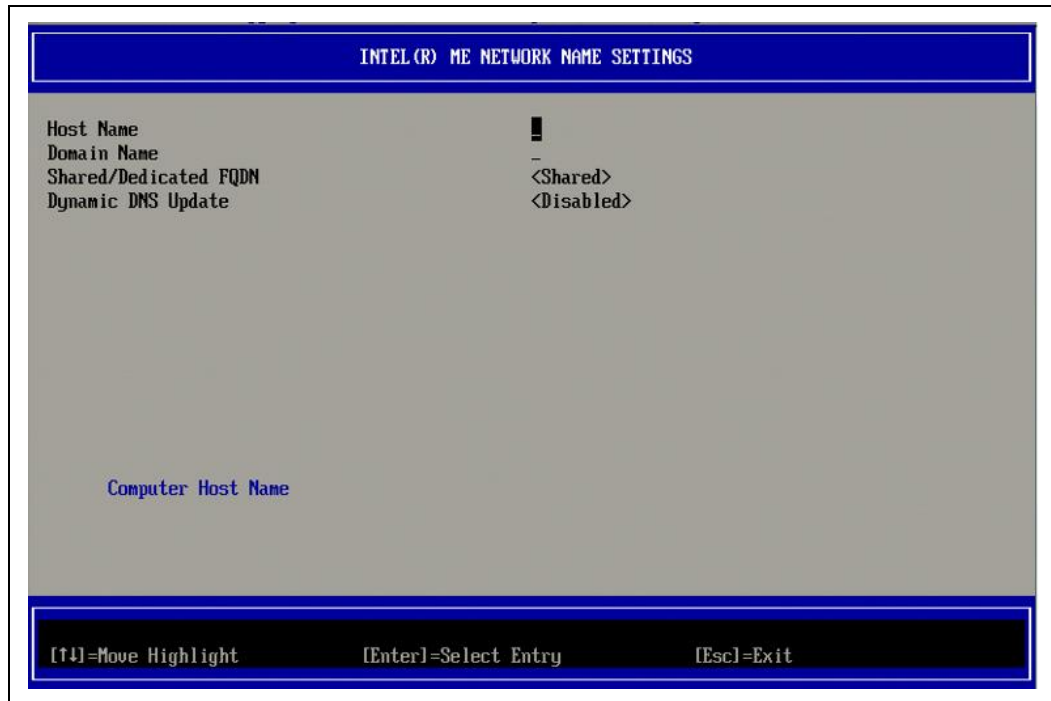 INTEL(R) ME NETWORK NAME SETTINGS
Host Name _
Domain Name _
Shared/Dedicated FQDN <Shared>
Dynamic DNS Update <Disabled>
Computer Host Name
[↑↓]=Move Highlight [Enter]=Select Entry [Esc]=Exit